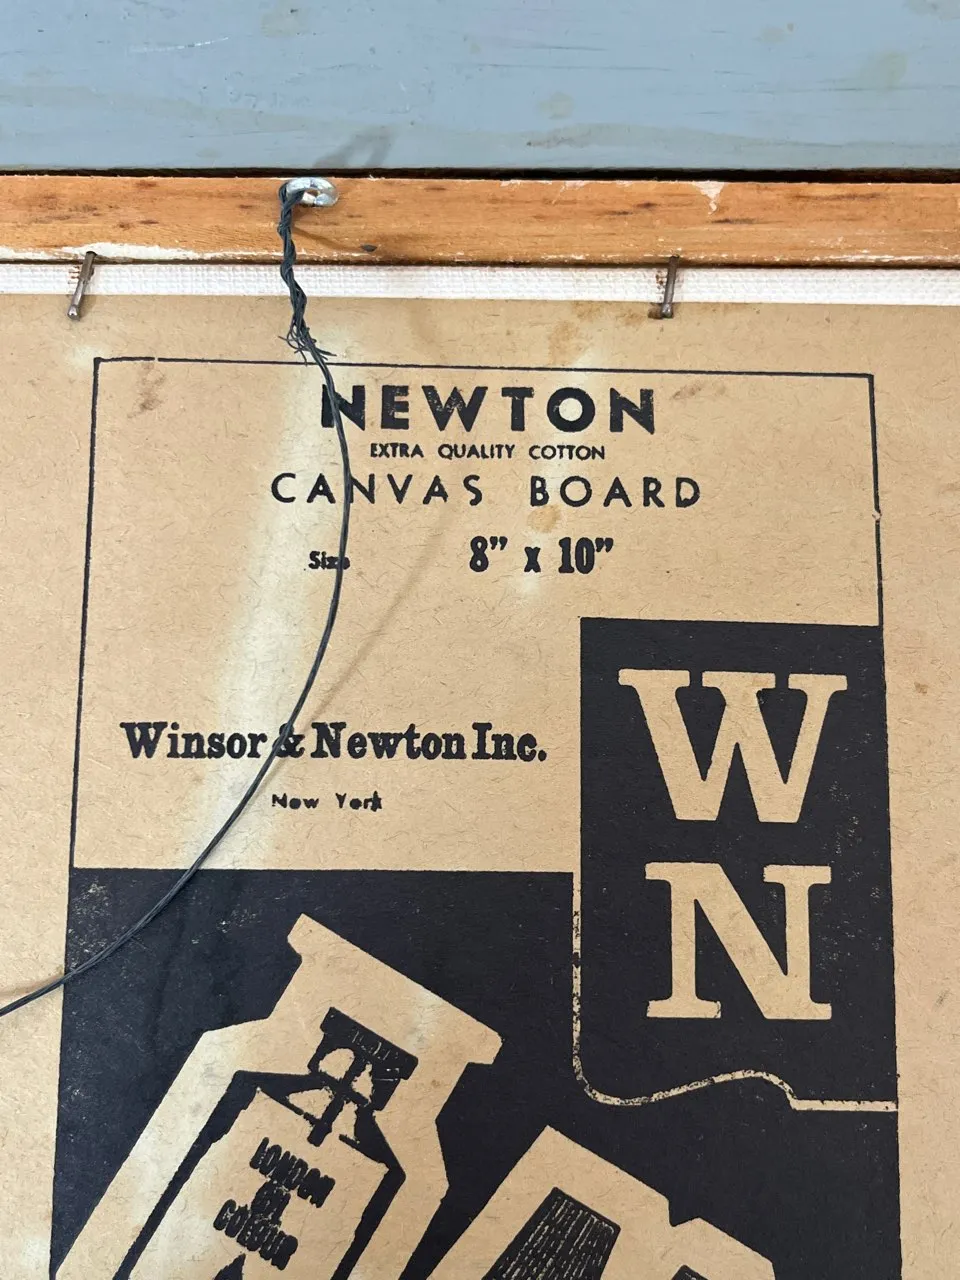 NEWTON
EXTRA QUALITY COTTON
CANVAS BOARD
Size 8” x 10”
Winsor & Newton Inc.
New York
W
N
LONDON
OIL
COLOUR